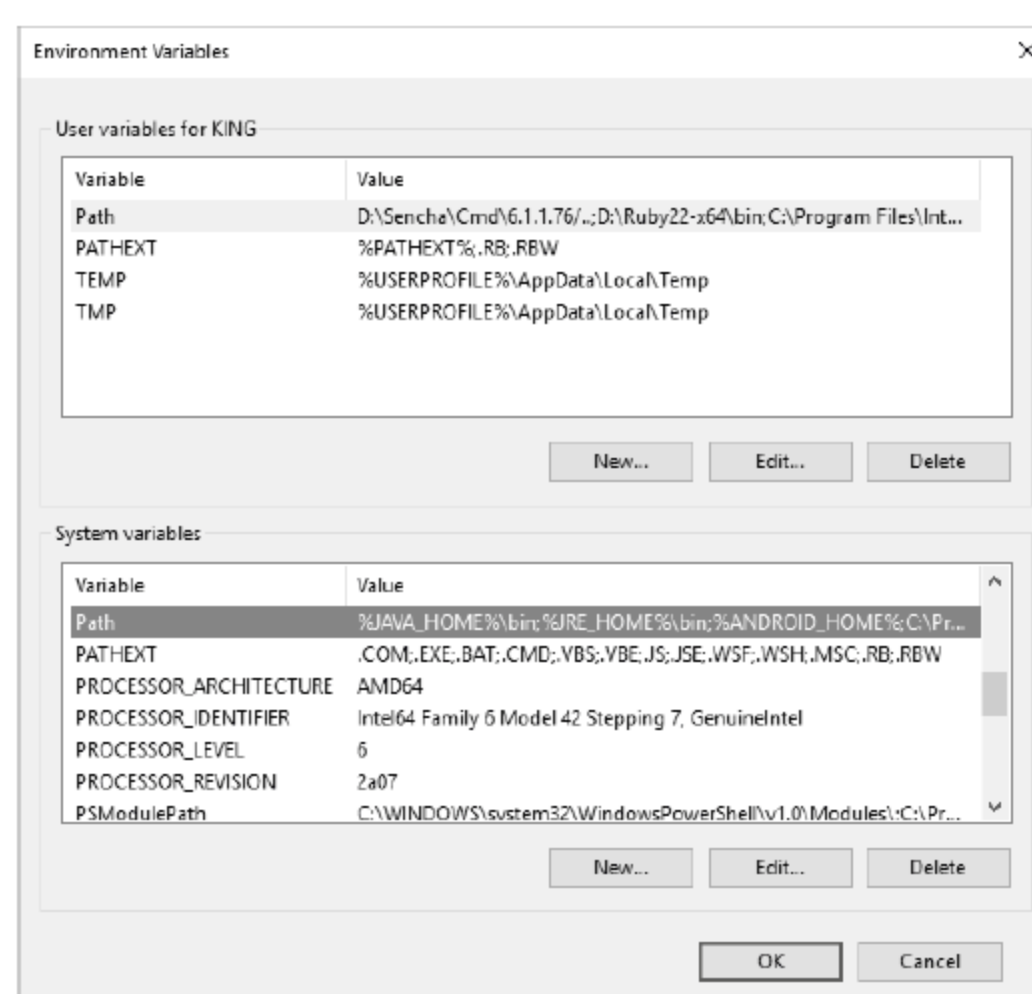 Environment Variables
User variables for KING
Variable Value
Path D:\Sencha\Cmd\6.1.1.76/..;D:\Ruby22-x64\bin;C:\Program Files\Int...
PATHEXT %PATHEXT%;.RB;.RBW
TEMP %USERPROFILE%\AppData\Local\Temp
TMP %USERPROFILE%\AppData\Local\Temp
New... Edit... Delete
System variables
Variable Value
Path %JAVA_HOME%\bin;%JRE_HOME%\bin;%ANDROID_HOME%;C:\Pr...
PATHEXT .COM;.EXE;.BAT;.CMD;.VBS;.VBE;.JS;.JSE;.WSF;.WSH;.MSC;.RB;.RBW
PROCESSOR_ARCHITECTURE AMD64
PROCESSOR_IDENTIFIER Intel64 Family 6 Model 42 Stepping 7, GenuineIntel
PROCESSOR_LEVEL 6
PROCESSOR_REVISION 2a07
PSModulePath C:\WINDOWS\system32\WindowsPowerShell\v1.0\Modules\;C:\Pr...
New... Edit... Delete
OK Cancel